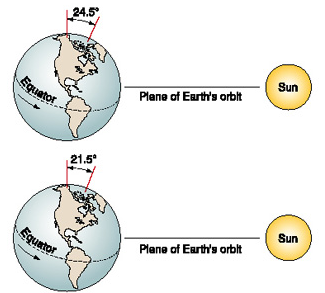 24.5°
Equator
Sun
Plane of Earth's orbit
21.5°
Equator
Sun
Plane of Earth's orbit